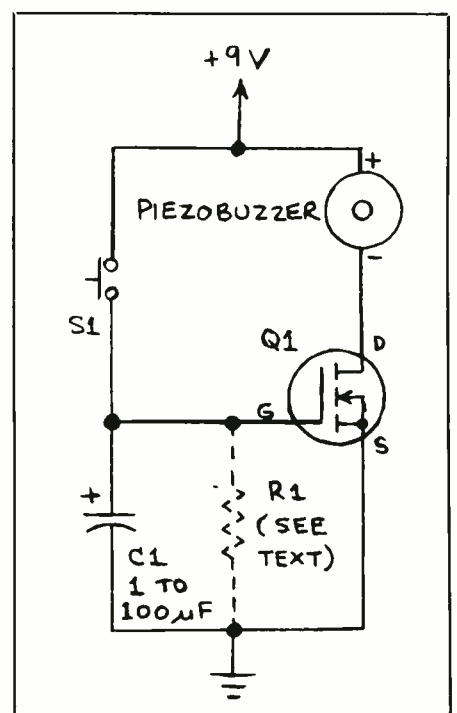 +9V
+
PIEZOBUZZER
-
S1
Q1
D
G
S
+
R1
(SEE
TEXT)
C1
1 TO
100µF